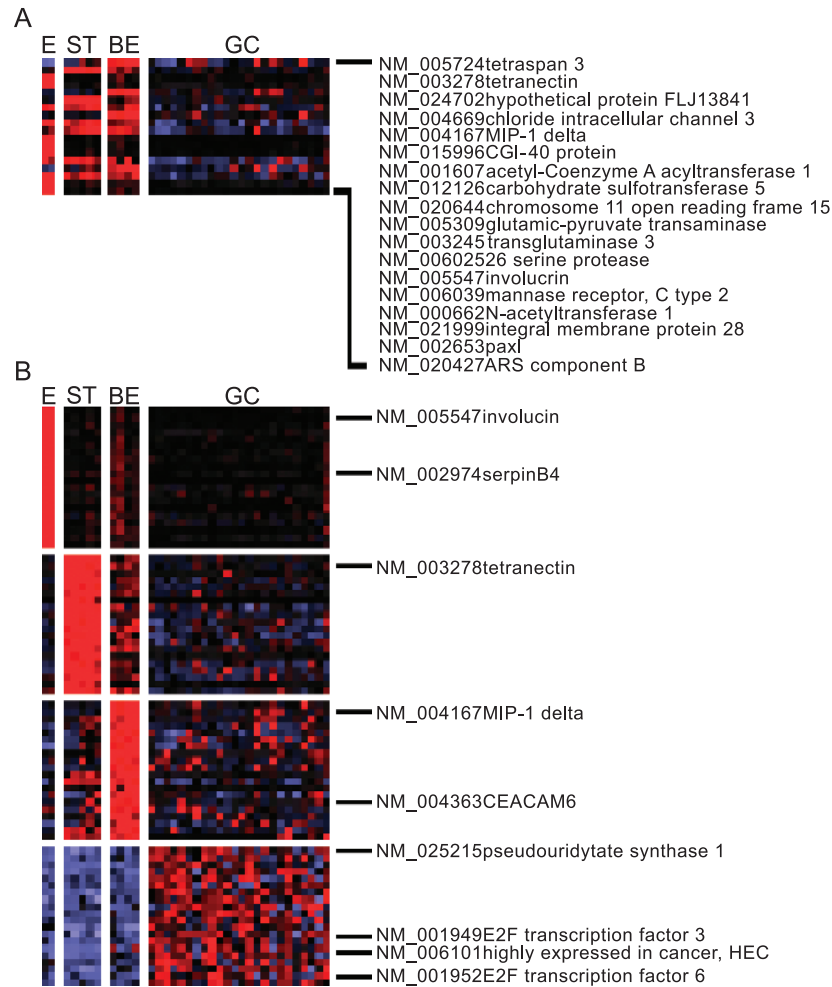 A
E ST BE GC
NM_005724tetraspan 3
NM_003278tetranectin
NM_024702hypothetical protein FLJ13841
NM_004669chloride intracellular channel 3
NM_004167MIP-1 delta
NM_015996CGI-40 protein
NM_001607acetyl-Coenzyme A acyltransferase 1
NM_012126carbohydrate sulfotransferase 5
NM_020644chromosome 11 open reading frame 15
NM_005309glutamic-pyruvate transaminase
NM_003245transglutaminase 3
NM_00602526 serine protease
NM_005547involucrin
NM_006039mannase receptor, C type 2
NM_000662N-acetyltransferase 1
NM_021999integral membrane protein 28
NM_002653paxl
NM_020427ARS component B
B
E ST BE GC
NM_005547involucin
NM_002974serpinB4
NM_003278tetranectin
NM_004167MIP-1 delta
NM_004363CEACAM6
NM_025215pseudouridytate synthase 1
NM_001949E2F transcription factor 3
NM_006101highly expressed in cancer, HEC
NM_001952E2F transcription factor 6